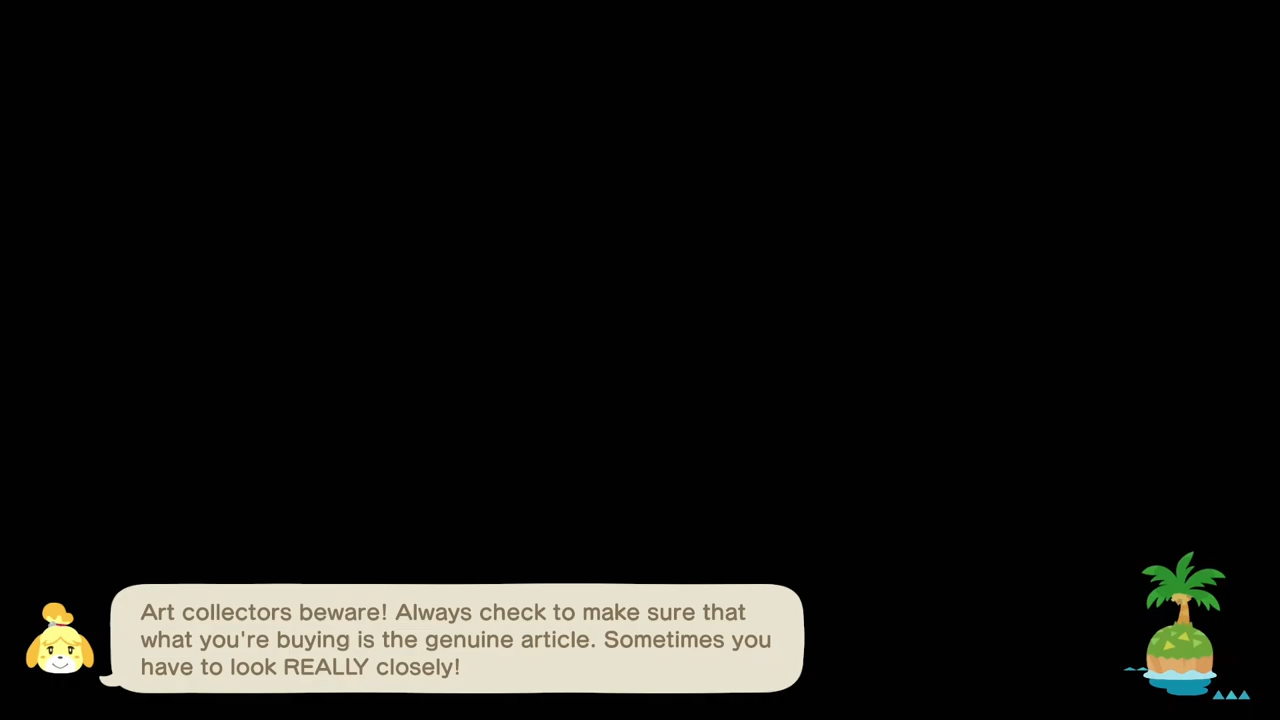 Art collectors beware! Always check to make sure that
what you're buying is the genuine article. Sometimes you
have to look REALLY closely!